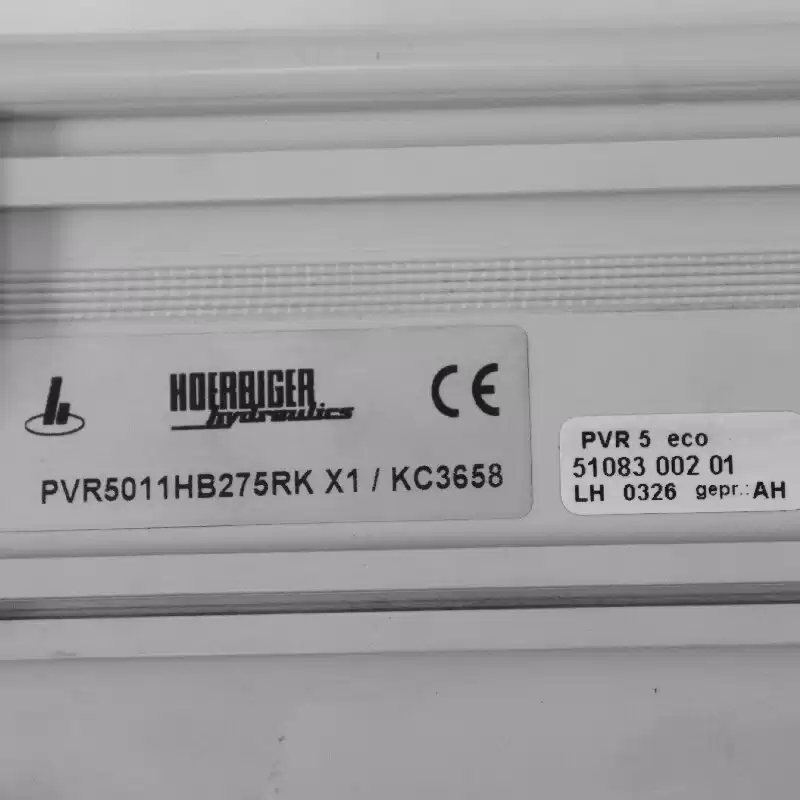 HOERBIGER
hydraulics
CE
PVR5011HB275RK X1 / KC3658
PVR 5 eco
51083 002 01
LH 0326 gepr.: AH